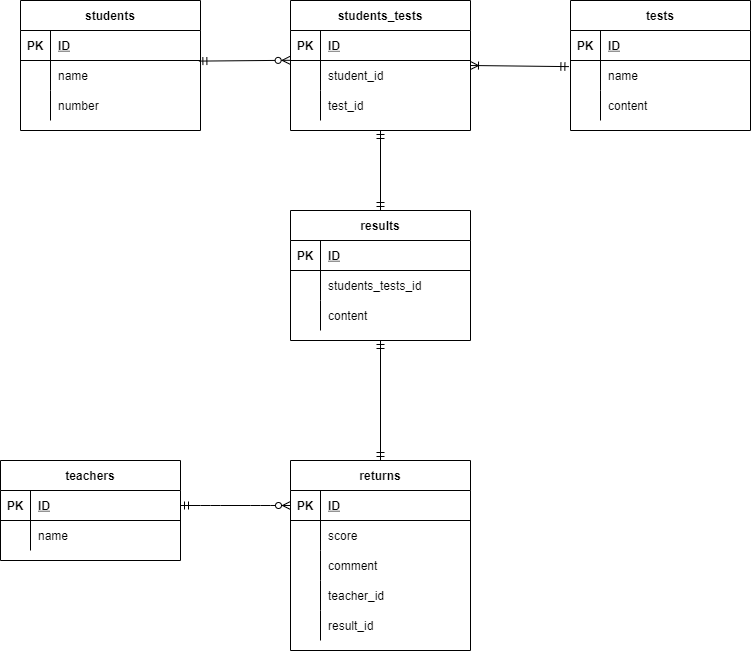 students
PK ID
name
number
students_tests
PK ID
student_id
test_id
tests
PK ID
name
content
results
PK ID
students_tests_id
content
teachers
PK ID
name
returns
PK ID
score
comment
teacher_id
result_id